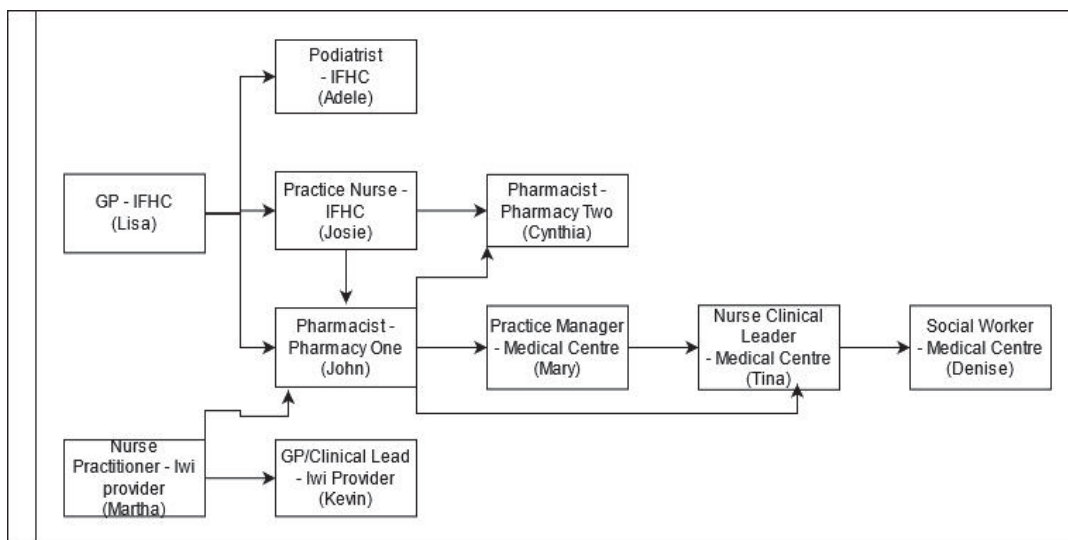 Podiatrist
- IFHC
(Adele)
GP - IFHC
(Lisa)
Practice Nurse -
IFHC
(Josie)
Pharmacist -
Pharmacy Two
(Cynthia)
Pharmacist -
Pharmacy One
(John)
Practice Manager
- Medical Centre
(Mary)
Nurse Clinical
Leader
- Medical Centre
(Tina)
Social Worker
- Medical Centre
(Denise)
Nurse
Practitioner - Iwi
provider
(Martha)
GP/Clinical Lead
- Iwi Provider
(Kevin)